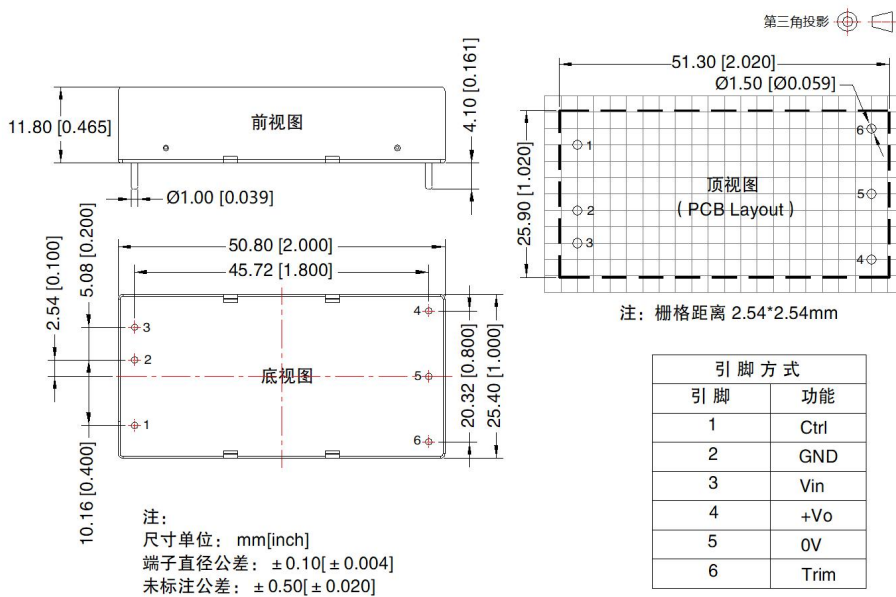 第三角投影
11.80 [0.465]
前视图
4.10 [0.161]
Ø1.00 [0.039]
51.30 [2.020]
Ø1.50 [Ø0.059]
25.90 [1.020]
1
2
3
6
5
4
顶视图
( PCB Layout )
注：栅格距离 2.54*2.54mm
50.80 [2.000]
45.72 [1.800]
2.54 [0.100]
5.08 [0.200]
10.16 [0.400]
3
2
1
4
5
6
底视图
20.32 [0.800]
25.40 [1.000]
注：
尺寸单位：mm[inch]
端子直径公差：±0.10[±0.004]
未标注公差：±0.50[±0.020]
引脚方式
引脚 功能
1 Ctrl
2 GND
3 Vin
4 +Vo
5 0V
6 Trim